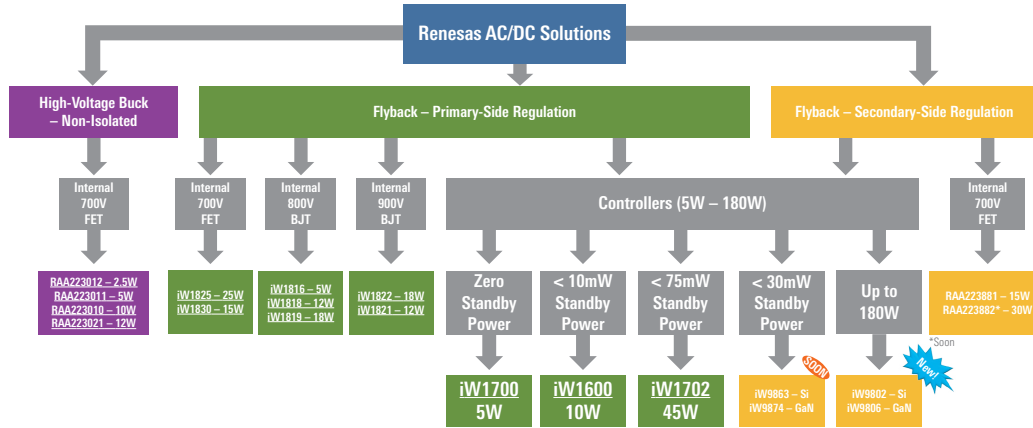 Renesas AC/DC Solutions
High-Voltage Buck
– Non-Isolated
Flyback – Primary-Side Regulation
Flyback – Secondary-Side Regulation
Internal
700V
FET
Internal
700V
FET
Internal
800V
BJT
Internal
900V
BJT
Controllers (5W – 180W)
Internal
700V
FET
RAA223012 – 2.5W
RAA223011 – 5W
RAA223010 – 10W
RAA223021 – 12W
iW1825 – 25W
iW1830 – 15W
iW1816 – 5W
iW1818 – 12W
iW1819 – 18W
iW1822 – 18W
iW1821 – 12W
Zero
Standby
Power
< 10mW
Standby
Power
< 75mW
Standby
Power
< 30mW
Standby
Power
Up to
180W
RAA223881 – 15W
RAA223882* – 30W
*Soon
iW1700
5W
iW1600
10W
iW1702
45W
SOON
iW9863 – Si
iW9874 – GaN
New!
iW9802 – Si
iW9806 – GaN